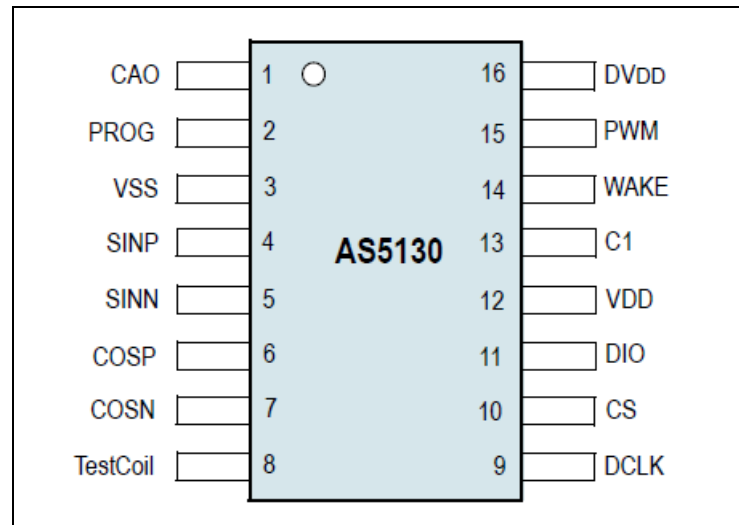 CAO 1 16 DVDD
PROG 2 15 PWM
VSS 3 14 WAKE
SINP 4 AS5130 13 C1
SINN 5 12 VDD
COSP 6 11 DIO
COSN 7 10 CS
TestCoil 8 9 DCLK